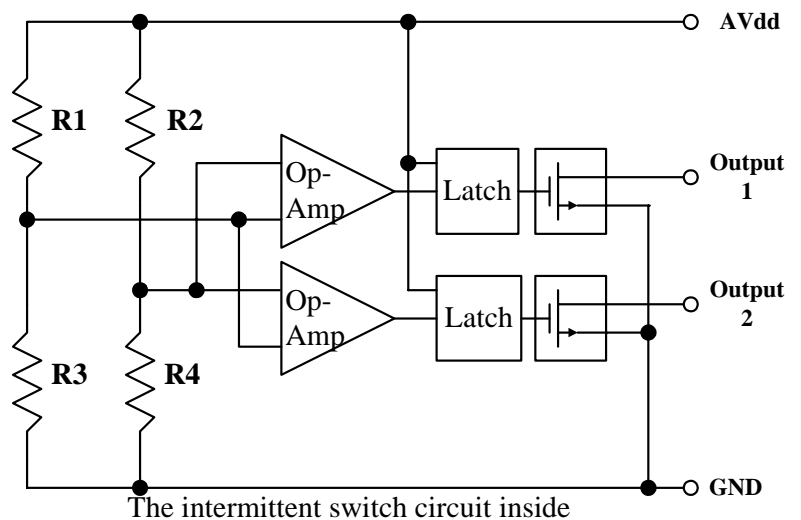 AVdd
R1
R2
Op-
Amp
Latch
Output
1
Op-
Amp
Latch
Output
2
R3
R4
GND
The intermittent switch circuit inside